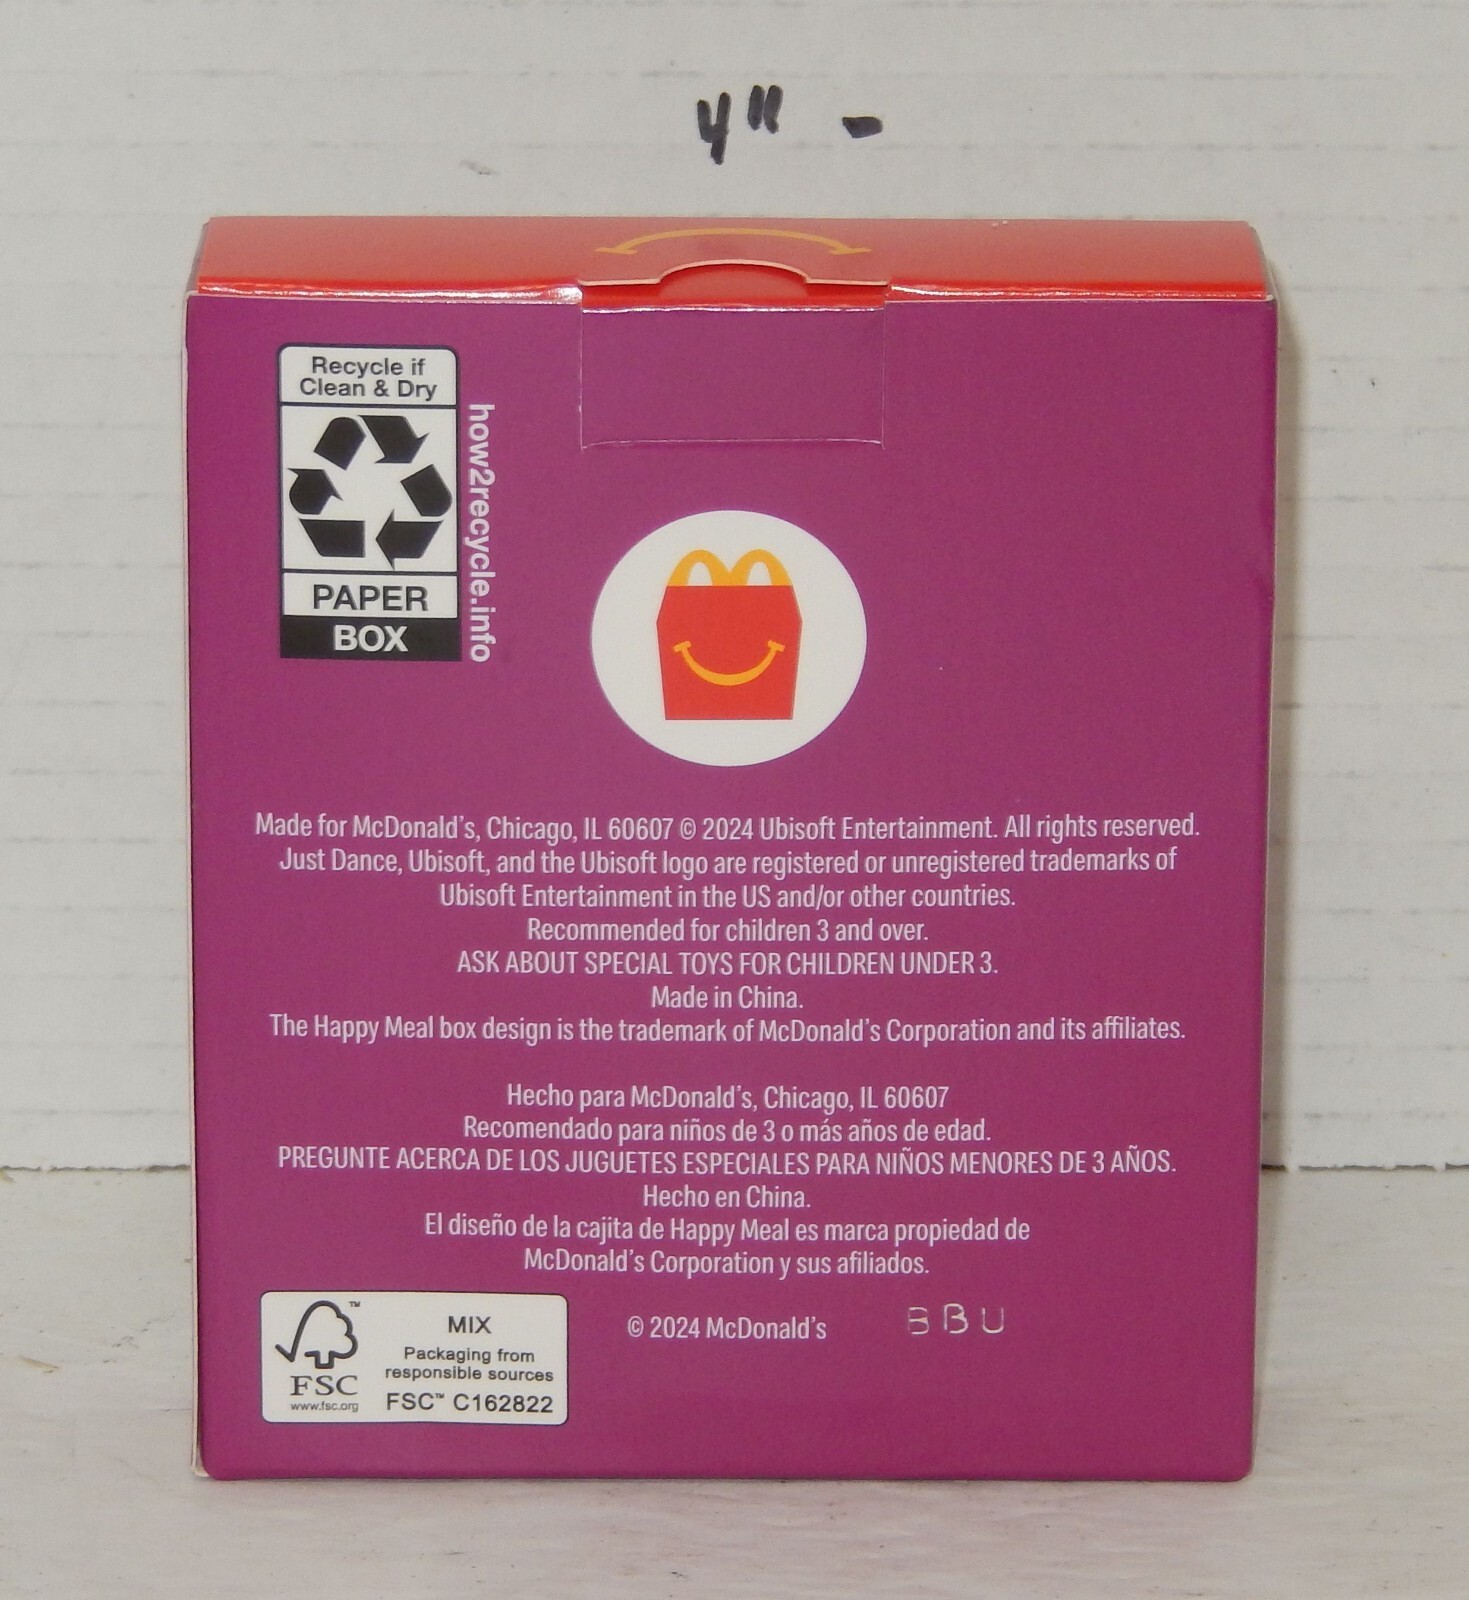 4" -
Recycle if
Clean & Dry
PAPER
BOX
how2recycle.info
Made for McDonald's, Chicago, IL 60607 © 2024 Ubisoft Entertainment. All rights reserved.
Just Dance, Ubisoft, and the Ubisoft logo are registered or unregistered trademarks of
Ubisoft Entertainment in the US and/or other countries.
Recommended for children 3 and over.
ASK ABOUT SPECIAL TOYS FOR CHILDREN UNDER 3.
Made in China.
The Happy Meal box design is the trademark of McDonald's Corporation and its affiliates.
Hecho para McDonald's, Chicago, IL 60607
Recomendado para niños de 3 o más años de edad.
PREGUNTE ACERCA DE LOS JUGUETES ESPECIALES PARA NIÑOS MENORES DE 3 AÑOS.
Hecho en China.
El diseño de la cajita de Happy Meal es marca propiedad de
McDonald's Corporation y sus afiliados.
© 2024 McDonald's
BBU
FSC
www.fsc.org
™
MIX
Packaging from
responsible sources
FSC™ C162822